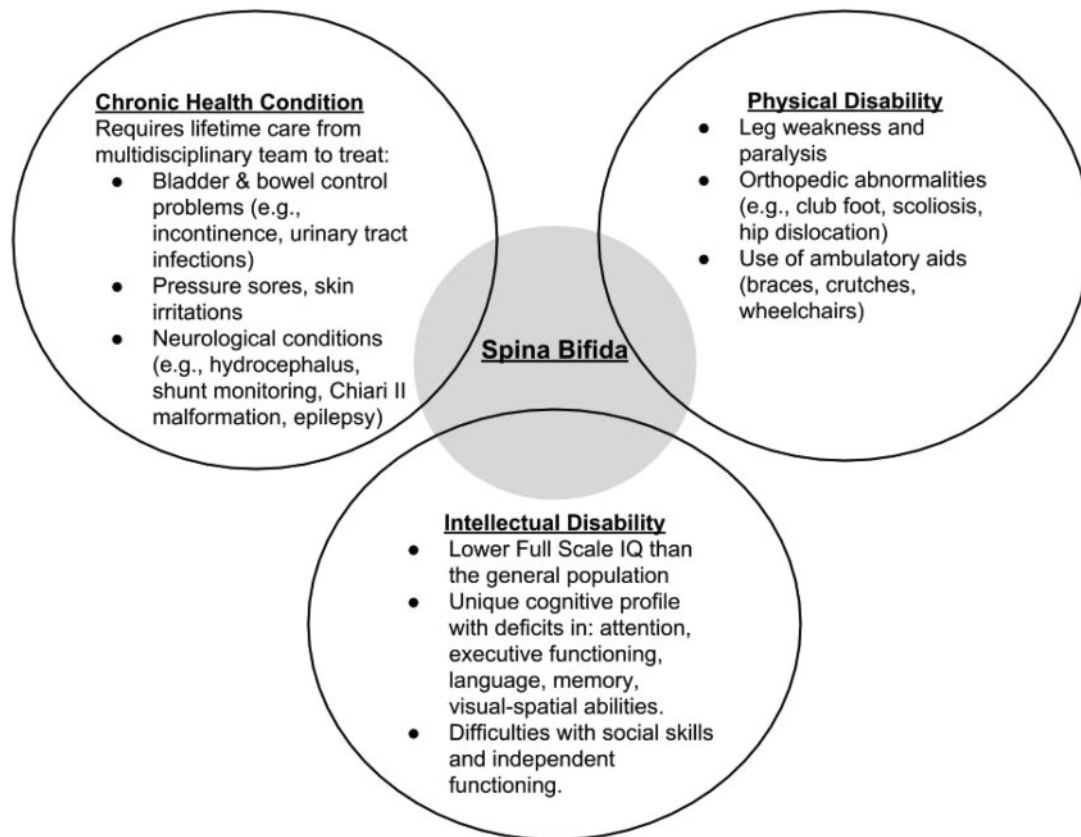 Chronic Health Condition
Requires lifetime care from
multidisciplinary team to treat:
● Bladder & bowel control
problems (e.g.,
incontinence, urinary tract
infections)
● Pressure sores, skin
irritations
● Neurological conditions
(e.g., hydrocephalus,
shunt monitoring, Chiari II
malformation, epilepsy)
Physical Disability
● Leg weakness and
paralysis
● Orthopedic abnormalities
(e.g., club foot, scoliosis,
hip dislocation)
● Use of ambulatory aids
(braces, crutches,
wheelchairs)
Spina Bifida
Intellectual Disability
● Lower Full Scale IQ than
the general population
● Unique cognitive profile
with deficits in: attention,
executive functioning,
language, memory,
visual-spatial abilities.
● Difficulties with social skills
and independent
functioning.